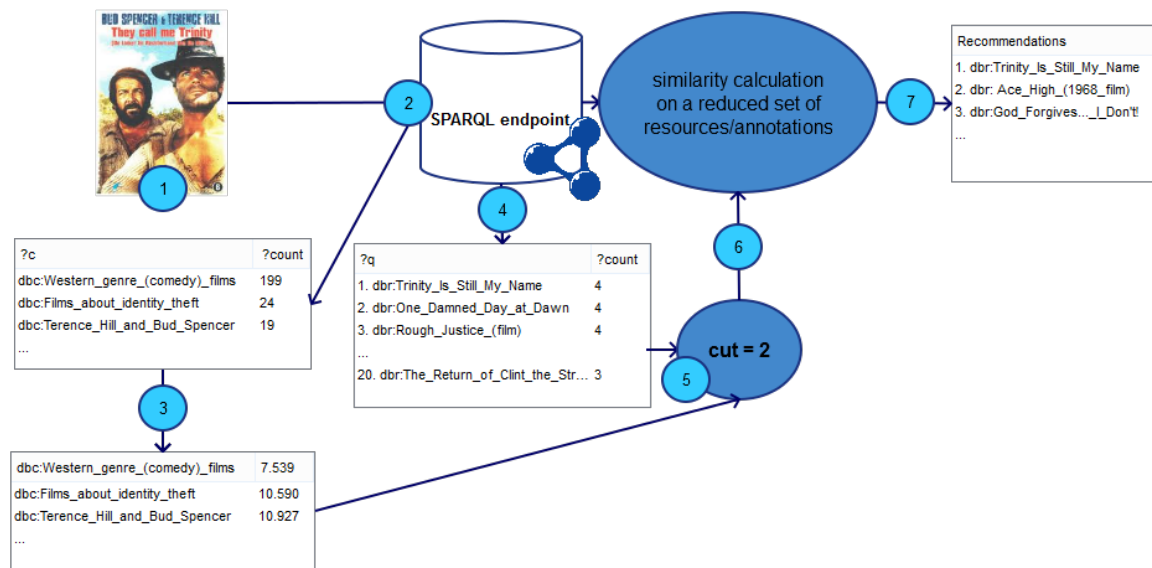 BUD SPENCER & TERENCE HILL
They call me Trinity
1
2
SPARQL endpoint
similarity calculation
on a reduced set of
resources/annotations
7
Recommendations
1. dbr:Trinity_Is_Still_My_Name
2. dbr: Ace_High_(1968_film)
3. dbr:God_Forgives..._I_Don't!
...
4
6
?c ?count
dbc:Western_genre_(comedy)_films 199
dbc:Films_about_identity_theft 24
dbc:Terence_Hill_and_Bud_Spencer 19
...
?q ?count
1. dbr:Trinity_Is_Still_My_Name 4
2. dbr:One_Damned_Day_at_Dawn 4
3. dbr:Rough_Justice_(film) 4
...
20. dbr:The_Return_of_Clint_the_Str... 3
cut = 2
5
3
dbc:Western_genre_(comedy)_films 7.539
dbc:Films_about_identity_theft 10.590
dbc:Terence_Hill_and_Bud_Spencer 10.927
...